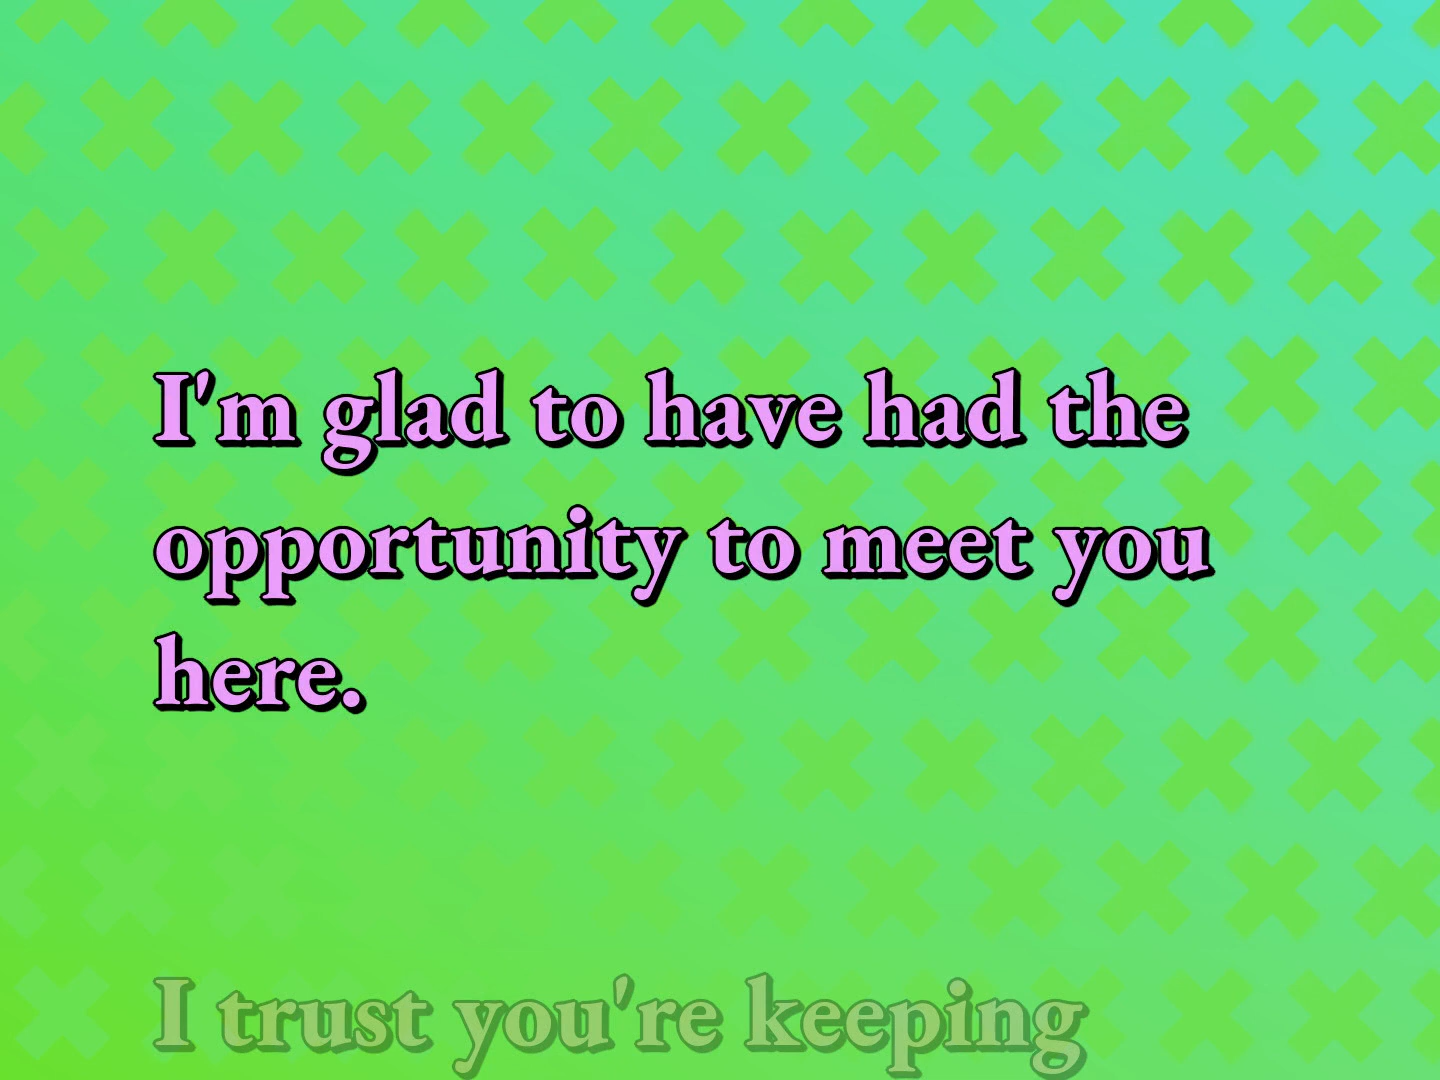 I'm glad to have had the
opportunity to meet you
here.
I trust you're keeping